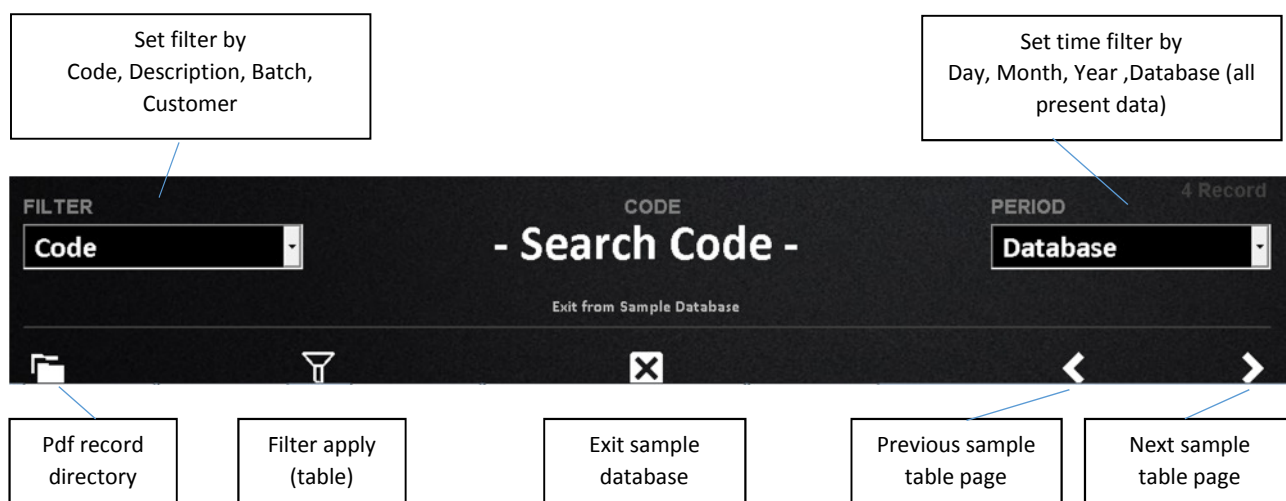 Set filter by
Code, Description, Batch,
Customer
Set time filter by
Day, Month, Year ,Database (all
present data)
FILTER
CODE
PERIOD
4 Record
Code
- Search Code -
Database
Exit from Sample Database
Pdf record
directory
Filter apply
(table)
Exit sample
database
Previous sample
table page
Next sample
table page